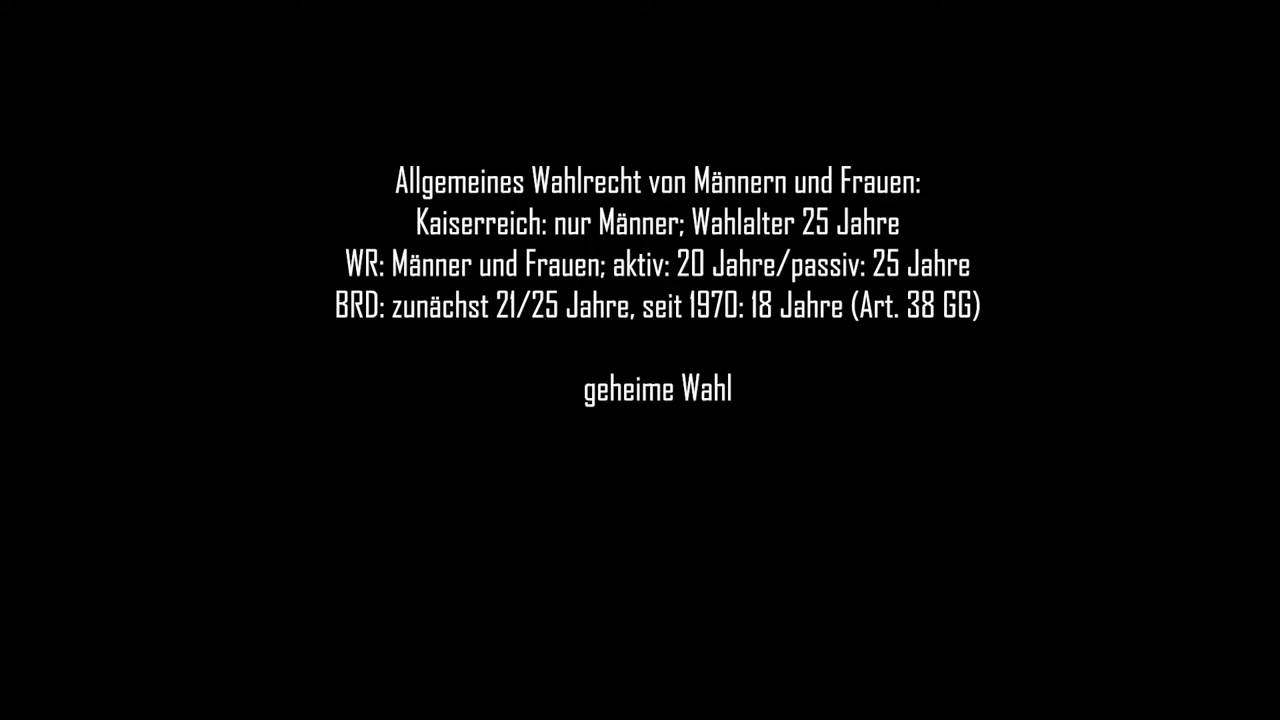 Allgemeines Wahlrecht von Männern und Frauen:
Kaiserreich: nur Männer; Wahlalter 25 Jahre
WR: Männer und Frauen; aktiv: 20 Jahre/passiv: 25 Jahre
BRD: zunächst 21/25 Jahre, seit 1970: 18 Jahre (Art. 38 GG)
geheime Wahl